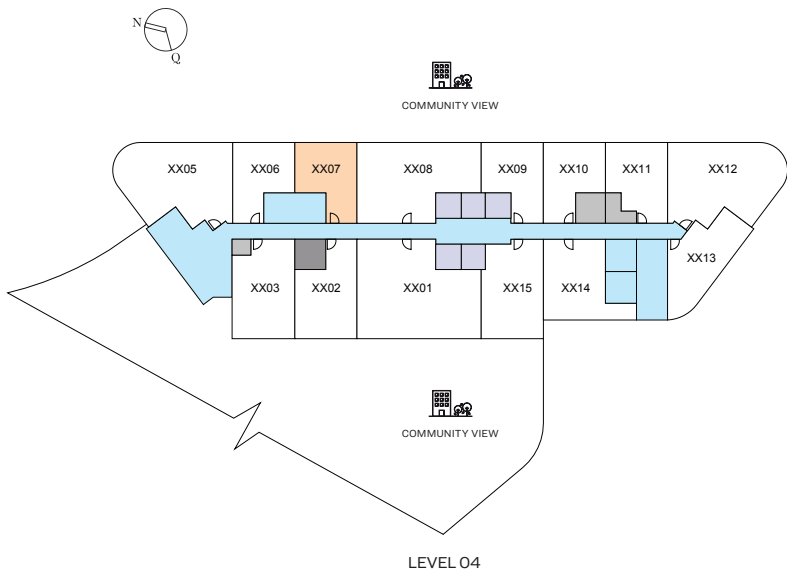 N
Q
COMMUNITY VIEW
XX05 XX06 XX07 XX08 XX09 XX10 XX11 XX12
XX13
XX03 XX02 XX01 XX15 XX14
COMMUNITY VIEW
LEVEL 04